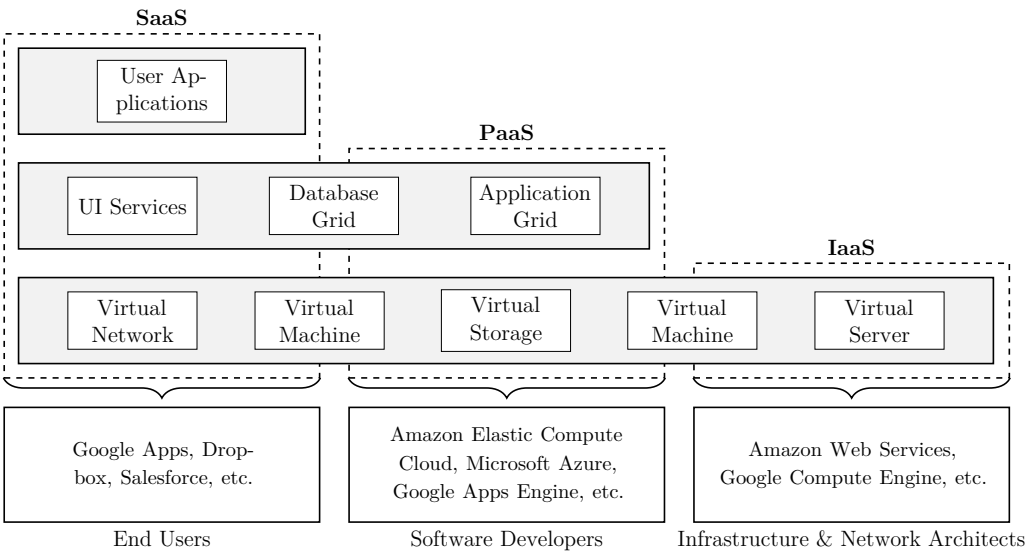 SaaS
User Ap-
plications
PaaS
UI Services
Database
Grid
Application
Grid
IaaS
Virtual
Network
Virtual
Machine
Virtual
Storage
Virtual
Machine
Virtual
Server
Google Apps, Drop-
box, Salesforce, etc.
Amazon Elastic Compute
Cloud, Microsoft Azure,
Google Apps Engine, etc.
Amazon Web Services,
Google Compute Engine, etc.
End Users
Software Developers
Infrastructure & Network Architects